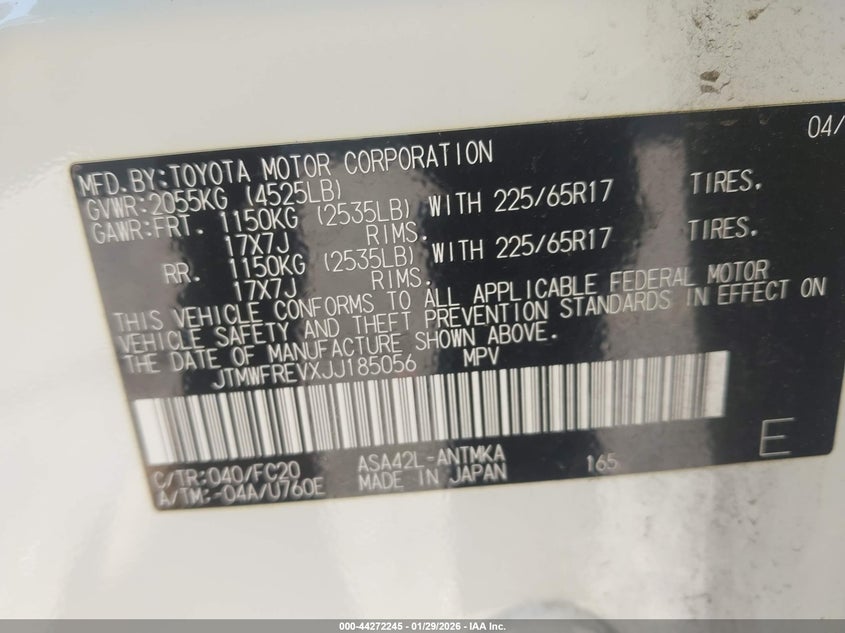 04/
MFD.BY:TOYOTA MOTOR CORPORATION
GVWR:2055KG (4525LB)
GAWR:FRT. 1150KG (2535LB) WITH 225/65R17 TIRES.
17X7J RIMS.
RR. 1150KG (2535LB) WITH 225/65R17 TIRES.
17X7J RIMS.
THIS VEHICLE CONFORMS TO ALL APPLICABLE FEDERAL MOTOR
VEHICLE SAFETY AND THEFT PREVENTION STANDARDS IN EFFECT ON
THE DATE OF MANUFACTURE SHOWN ABOVE.
JTMWFREVXJJ185056 MPV
E
C/TR:040/FC20 ASA42L-ANTMKA 165
A/TM:-04A/U760E MADE IN JAPAN
000-44272245 - 01/29/2026 - IAA Inc.